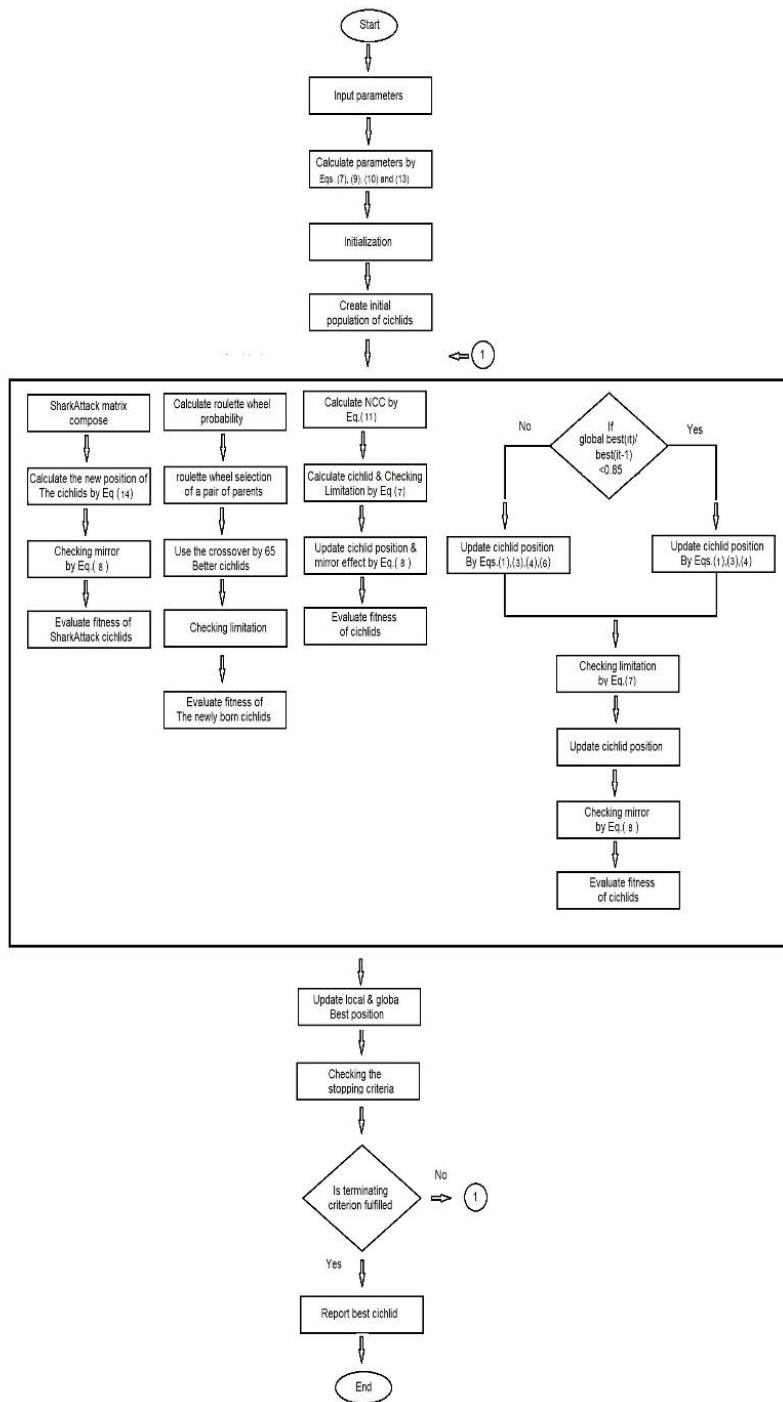 Start
Input parameters
Calculate parameters by
Eqs. (7), (9), (10) and (13)
Initialization
Create initial
population of cichlids
1
SharkAttack matrix
compose
Calculate the new position of
The cichlids by Eq (14)
Checking mirror
by Eq.( 8 )
Evaluate fitness of
SharkAttack cichlids
Calculate roulette wheel
probability
roulette wheel selection
of a pair of parents
Use the crossover by 65
Better cichlids
Checking limitation
Evaluate fitness of
The newly born cichlids
Calculate NCC by
Eq.( 11 )
Calculate cichlid & Checking
Limitation by Eq (7)
Update cichlid position &
mirror effect by Eq.( 8 )
Evaluate fitness
of cichlids
No
If
global best(it)/
best(it-1)
<0.85
Yes
Update cichlid position
By Eqs.(1),(3),(4),(6)
Update cichlid position
By Eqs.(1),(3),(4)
Checking limitation
by Eq.(7)
Update cichlid position
Checking mirror
by Eq.( 8 )
Evaluate fitness
of cichlids
Update local & globa
Best position
Checking the
stopping criteria
Is terminating
criterion fulfilled
No
1
Yes
Report best cichlid
End